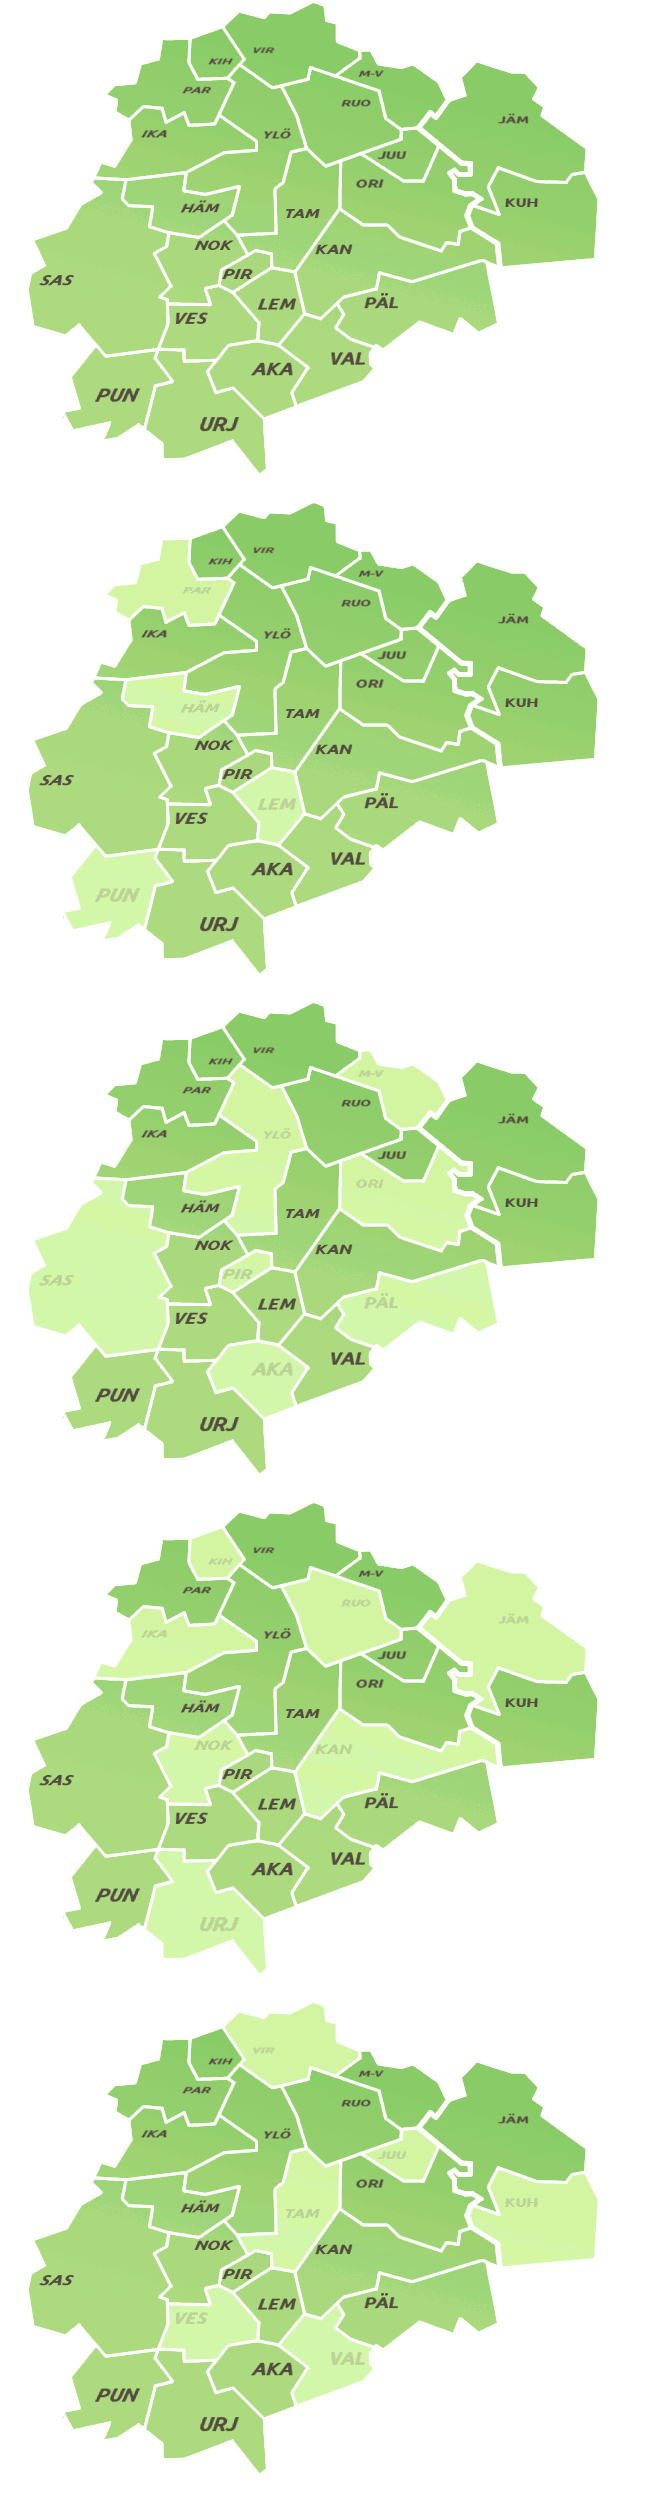 VIR
KIH
M-V
PAR
RUO
JÄM
IKA
YLÖ
JUU
ORI
KUH
HÄM
TAM
NOK
KAN
PIR
SAS
LEM
PÄL
VES
VAL
AKA
PUN
URJ
VIR
KIH
M-V
PAR
RUO
JÄM
IKA
YLÖ
JUU
ORI
KUH
HÄM
TAM
NOK
KAN
PIR
SAS
LEM
PÄL
VES
VAL
AKA
PUN
URJ
VIR
KIH
M-V
PAR
RUO
JÄM
IKA
YLÖ
JUU
ORI
KUH
HÄM
TAM
NOK
KAN
PIR
SAS
LEM
PÄL
VES
VAL
AKA
PUN
URJ
VIR
KIH
M-V
PAR
RUO
JÄM
IKA
YLÖ
JUU
ORI
KUH
HÄM
TAM
NOK
KAN
PIR
SAS
LEM
PÄL
VES
VAL
AKA
PUN
URJ
VIR
KIH
M-V
PAR
RUO
JÄM
IKA
YLÖ
JUU
ORI
KUH
HÄM
TAM
NOK
KAN
PIR
SAS
LEM
PÄL
VES
VAL
AKA
PUN
URJ